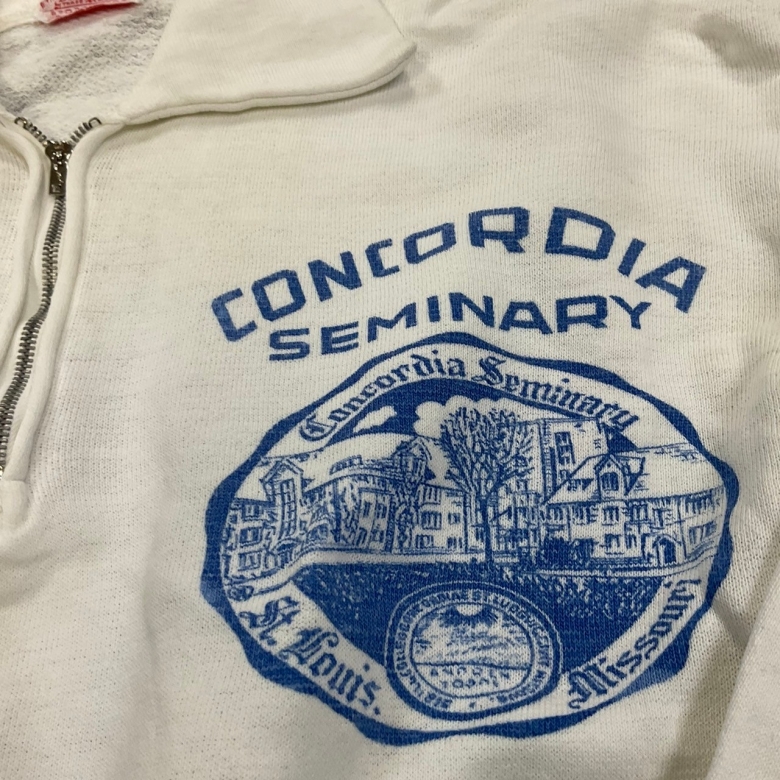 CONCORDIA
SEMINARY
Concordia Seminary
St. Louis.
Missouri